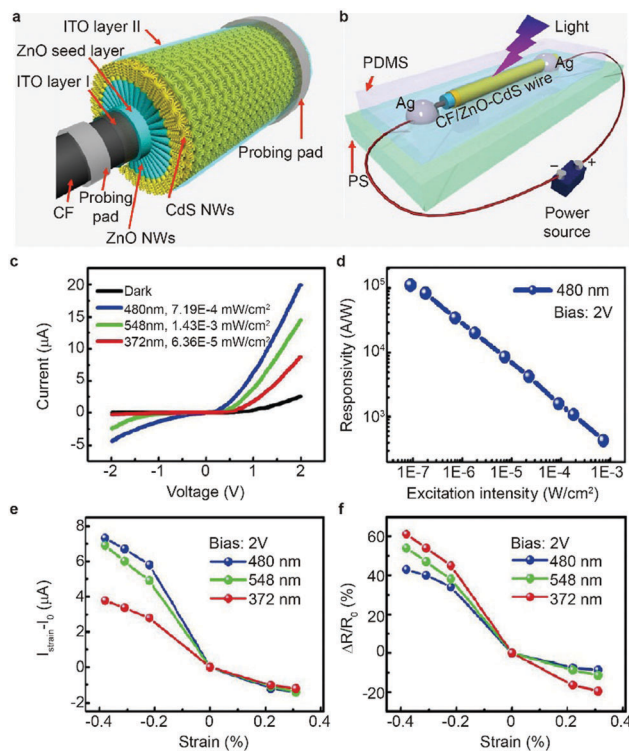 a
ITO layer II
ZnO seed layer
ITO layer I
Probing pad
CF
Probing pad
ZnO NWs
CdS NWs
b
Light
PDMS
Ag
Ag
CF/ZnO-CdS wire
PS
Power source
− +
c
Current (μA)
20
15
10
5
0
-5
Dark
480nm, 7.19E-4 mW/cm²
548nm, 1.43E-3 mW/cm²
372nm, 6.36E-5 mW/cm²
-2 -1 0 1 2
Voltage (V)
d
Responsivity (A/W)
10⁵
10⁴
10³
480 nm
Bias: 2V
1E-7 1E-6 1E-5 1E-4 1E-3
Excitation intensity (W/cm²)
e
I_strain-I_0 (μA)
8
6
4
2
0
-2
Bias: 2V
480 nm
548 nm
372 nm
-0.4 -0.2 0 0.2 0.4
Strain (%)
f
ΔR/R₀ (%)
60
40
20
0
-20
Bias: 2V
480 nm
548 nm
372 nm
-0.4 -0.2 0 0.2 0.4
Strain (%)